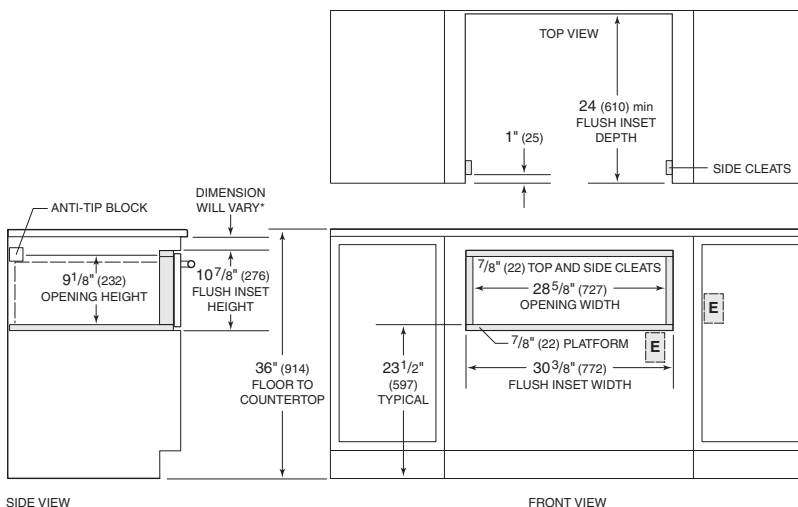 TOP VIEW
24 (610) min
FLUSH INSET
DEPTH
1" (25)
SIDE CLEATS
ANTI-TIP BLOCK
DIMENSION
WILL VARY*
9 1/8" (232)
OPENING HEIGHT
10 7/8" (276)
FLUSH INSET
HEIGHT
7/8" (22) TOP AND SIDE CLEATS
28 5/8" (727)
OPENING WIDTH
E
7/8" (22) PLATFORM
E
36" (914)
FLOOR TO
COUNTERTOP
23 1/2"
(597)
TYPICAL
30 3/8" (772)
FLUSH INSET WIDTH
SIDE VIEW
FRONT VIEW